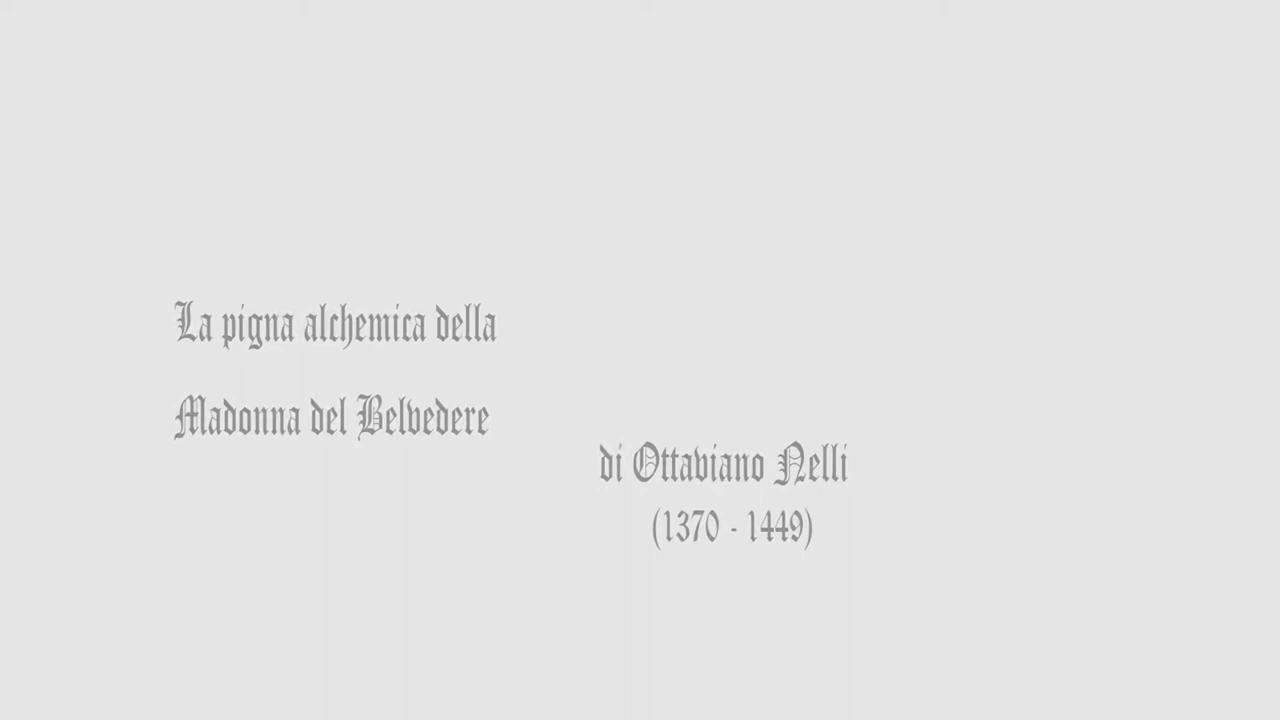 La pigna alchemica della
Madonna del Belvedere
di Ottaviano Nelli
(1370 - 1449)